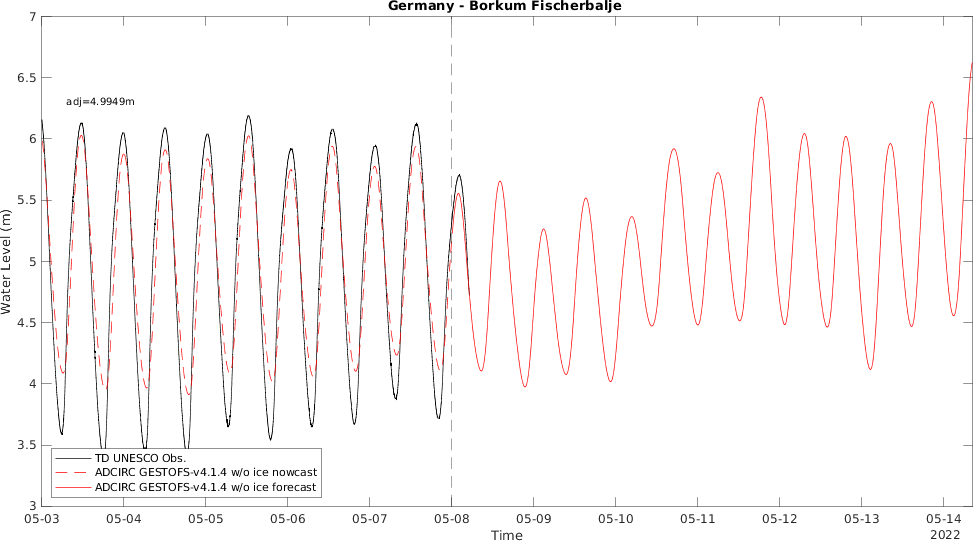 Germany - Borkum Fischerbalje
7
6.5
adj=4.9949m
6
5.5
5
4.5
4
3.5
3
Water Level (m)
TD UNESCO Obs.
ADCIRC GESTOFS-v4.1.4 w/o ice nowcast
ADCIRC GESTOFS-v4.1.4 w/o ice forecast
05-03 05-04 05-05 05-06 05-07 05-08 05-09 05-10 05-11 05-12 05-13 05-14
Time
2022